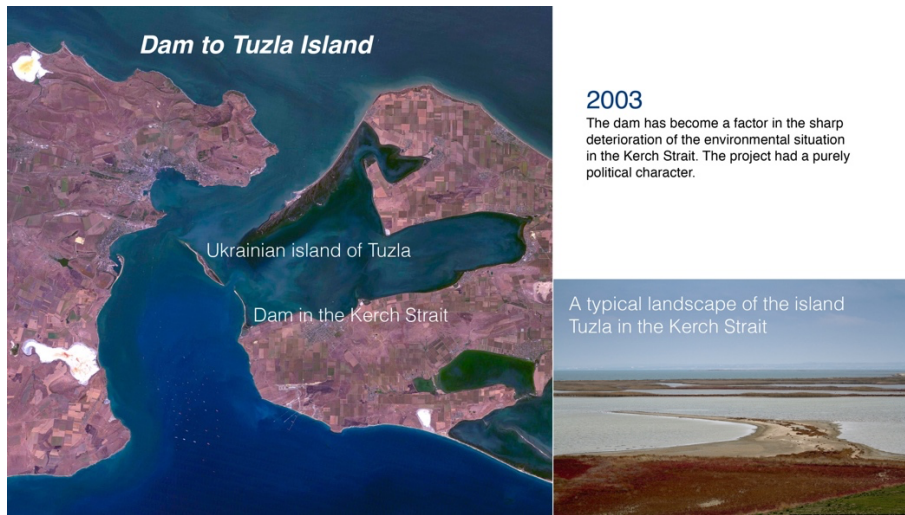 Dam to Tuzla Island
Ukrainian island of Tuzla
Dam in the Kerch Strait
2003
The dam has become a factor in the sharp
deterioration of the environmental situation
in the Kerch Strait. The project had a purely
political character.
A typical landscape of the island
Tuzla in the Kerch Strait